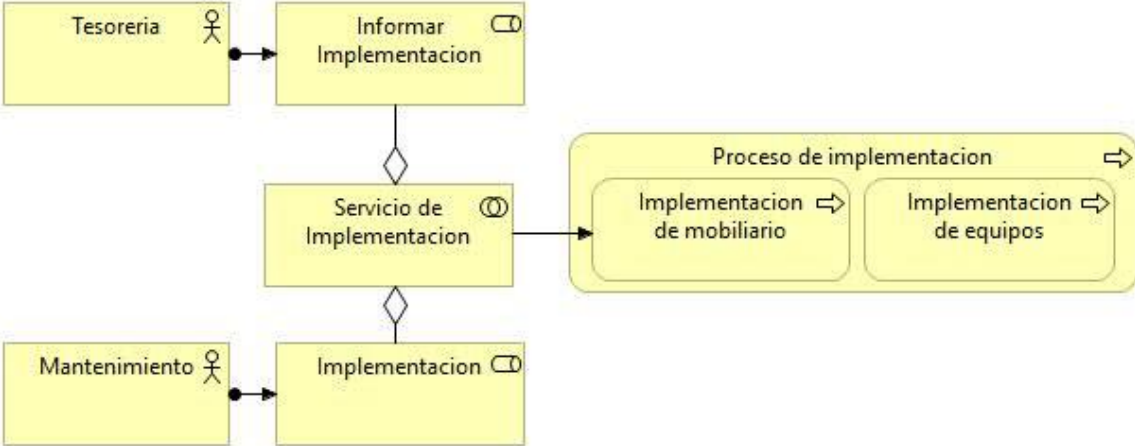 Tesoreria
Informar
Implementacion
Proceso de implementacion
Servicio de
Implementacion
Implementacion
de mobiliario
Implementacion
de equipos
Mantenimiento
Implementacion